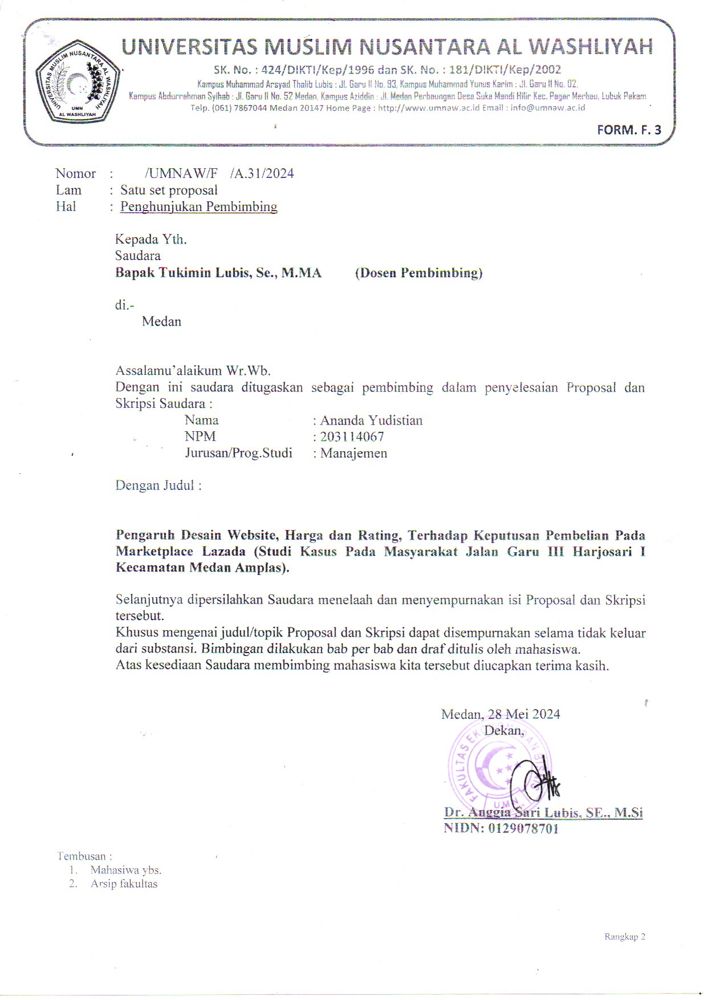 UNIVERSITAS MUSLIM NUSANTARA AL WASHLIYAH
UNIVERSITAS MUSLIM NUSANTARA AL WASHLIYAH
UMN
AL WASHLIYAH
SK. No. : 424/DIKTI/Kep/1996 dan SK. No. : 181/DIKTI/Kep/2002
Kampus Muhammad Arsyad Thalib Lubis : Jl. Garu II No. 93, Kampus Muhammad Yunus Karim : Jl. Garu II No. 02,
Kampus Abdurrahman Syihab : Jl. Garu II No. 52 Medan, Kampus Aziddin : Jl. Medan Perbaungan Desa Suka Mandi Hilir Kec. Pagar Merbau, Lubuk Pakam
Telp. (061) 7867044 Medan 20147 Home Page : http://www.umnaw.ac.id Email : info@umnaw.ac.id
FORM. F. 3
Nomor : /UMNAW/F /A.31/2024
Lam : Satu set proposal
Hal : Penghunjukan Pembimbing
Kepada Yth.
Saudara
Bapak Tukimin Lubis, Se., M.MA (Dosen Pembimbing)
di.-
Medan
Assalamu’alaikum Wr.Wb.
Dengan ini saudara ditugaskan sebagai pembimbing dalam penyelesaian Proposal dan
Skripsi Saudara :
Nama : Ananda Yudistian
NPM : 203114067
Jurusan/Prog.Studi : Manajemen
Dengan Judul :
Pengaruh Desain Website, Harga dan Rating, Terhadap Keputusan Pembelian Pada
Marketplace Lazada (Studi Kasus Pada Masyarakat Jalan Garu III Harjosari I
Kecamatan Medan Amplas).
Selanjutnya dipersilahkan Saudara menelaah dan menyempurnakan isi Proposal dan Skripsi
tersebut.
Khusus mengenai judul/topik Proposal dan Skripsi dapat disempurnakan selama tidak keluar
dari substansi. Bimbingan dilakukan bab per bab dan draf ditulis oleh mahasiswa.
Atas kesediaan Saudara membimbing mahasiswa kita tersebut diucapkan terima kasih.
Medan, 28 Mei 2024
Dekan,
FAKULTAS EKONOMI DAN BISNIS
UMN
Dr. Anggia Sari Lubis, SE., M.Si
NIDN: 0129078701
Tembusan :
1. Mahasiwa ybs.
2. Arsip fakultas
Rangkap 2